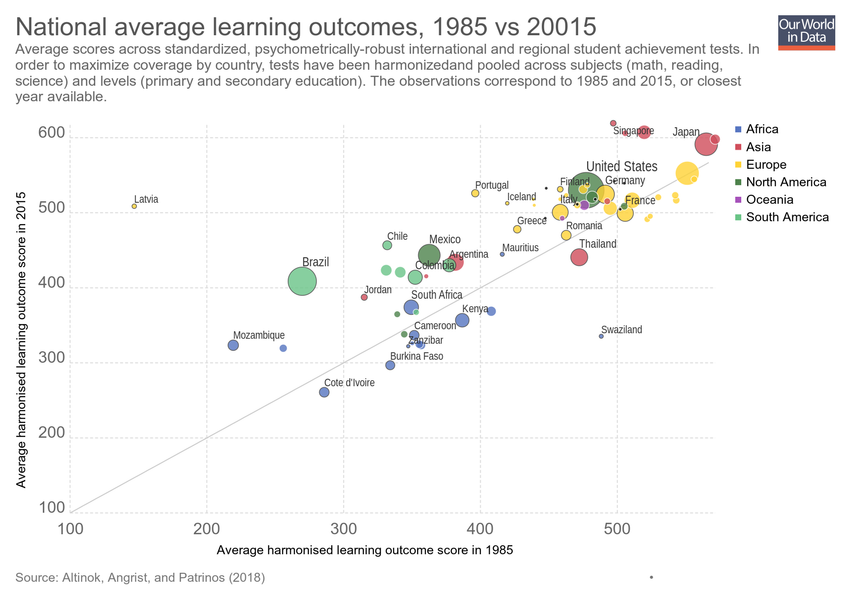 National average learning outcomes, 1985 vs 20015
Our World
in Data
Average scores across standardized, psychometrically-robust international and regional student achievement tests. In
order to maximize coverage by country, tests have been harmonizedand pooled across subjects (math, reading,
science) and levels (primary and secondary education). The observations correspond to 1985 and 2015, or closest
year available.
Average harmonised learning outcome score in 2015
600
500
400
300
200
100
Singapore
Japan
United States
Finland
Germany
Portugal
Iceland
Italy
France
Latvia
Greece
Romania
Chile
Mexico
Mauritius
Thailand
Argentina
Colombia
Brazil
Jordan
South Africa
Kenya
Cameroon
Swaziland
Mozambique
Zanzibar
Burkina Faso
Cote d'Ivoire
Africa
Asia
Europe
North America
Oceania
South America
100
200
300
400
500
Average harmonised learning outcome score in 1985
Source: Altinok, Angrist, and Patrinos (2018)